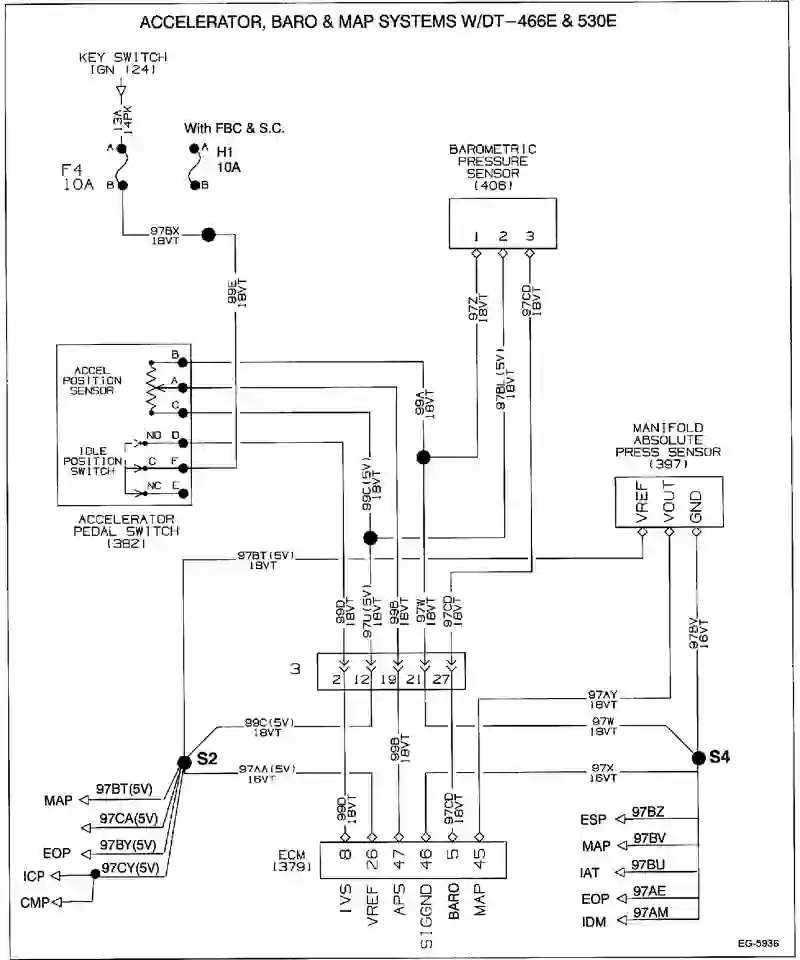 ACCELERATOR, BARO & MAP SYSTEMS W/DT-466E & 530E
KEY SWITCH
IGN (24)
13A
14PK
With FBC & S.C.
A
F4
10A
B
A
H1
10A
B
97BX
18VT
99E
18VT
BAROMETRIC
PRESSURE
SENSOR
(406)
1 2 3
97Z
18VT
97BL(5V)
18VT
97CD
18VT
ACCEL
POSITION
SENSOR
B
A
C
IDLE
POSITION
SWITCH
NO D
C F
NC E
ACCELERATOR
PEDAL SWITCH
(382)
99A
18VT
99C(5V)
18VT
MANIFOLD
ABSOLUTE
PRESS SENSOR
(397)
VREF
VOUT
GND
97BT(5V)
18VT
99D
18VT
97U(5V)
18VT
99B
18VT
97W
18VT
97CD
18VT
97BV
16VT
3
2 12 19 21 27
97AY
18VT
99C(5V)
18VT
97W
18VT
S2
S4
99B
18VT
97AA(5V)
16VT
97X
16VT
99D
18VT
97CD
18VT
MAP
97BT(5V)
97CA(5V)
EOP
97BY(5V)
ICP
97CY(5V)
CMP
ECM
(379)
8 26 47 46 5 45
IVS
VREF
APS
SIGGND
BARO
MAP
ESP
97BZ
MAP
97BV
IAT
97BU
EOP
97AE
IDM
97AM
EG-5936